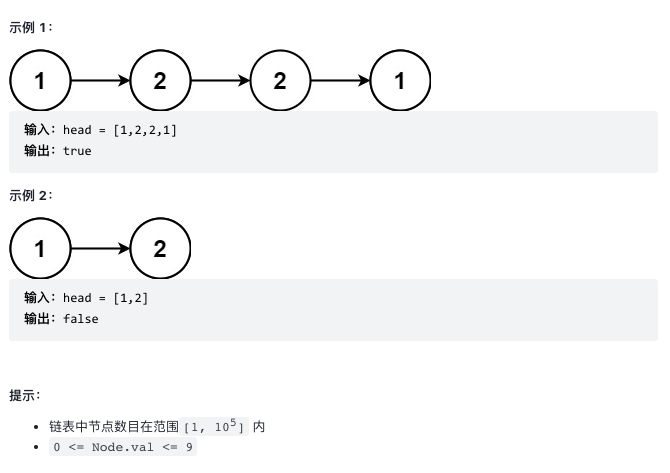 示例 1：
1 2 2 1
输入：head = [1,2,2,1]
输出：true
示例 2：
1 2
输入：head = [1,2]
输出：false
提示：
链表中节点数目在范围[1, 10⁵] 内
0 <= Node.val <= 9